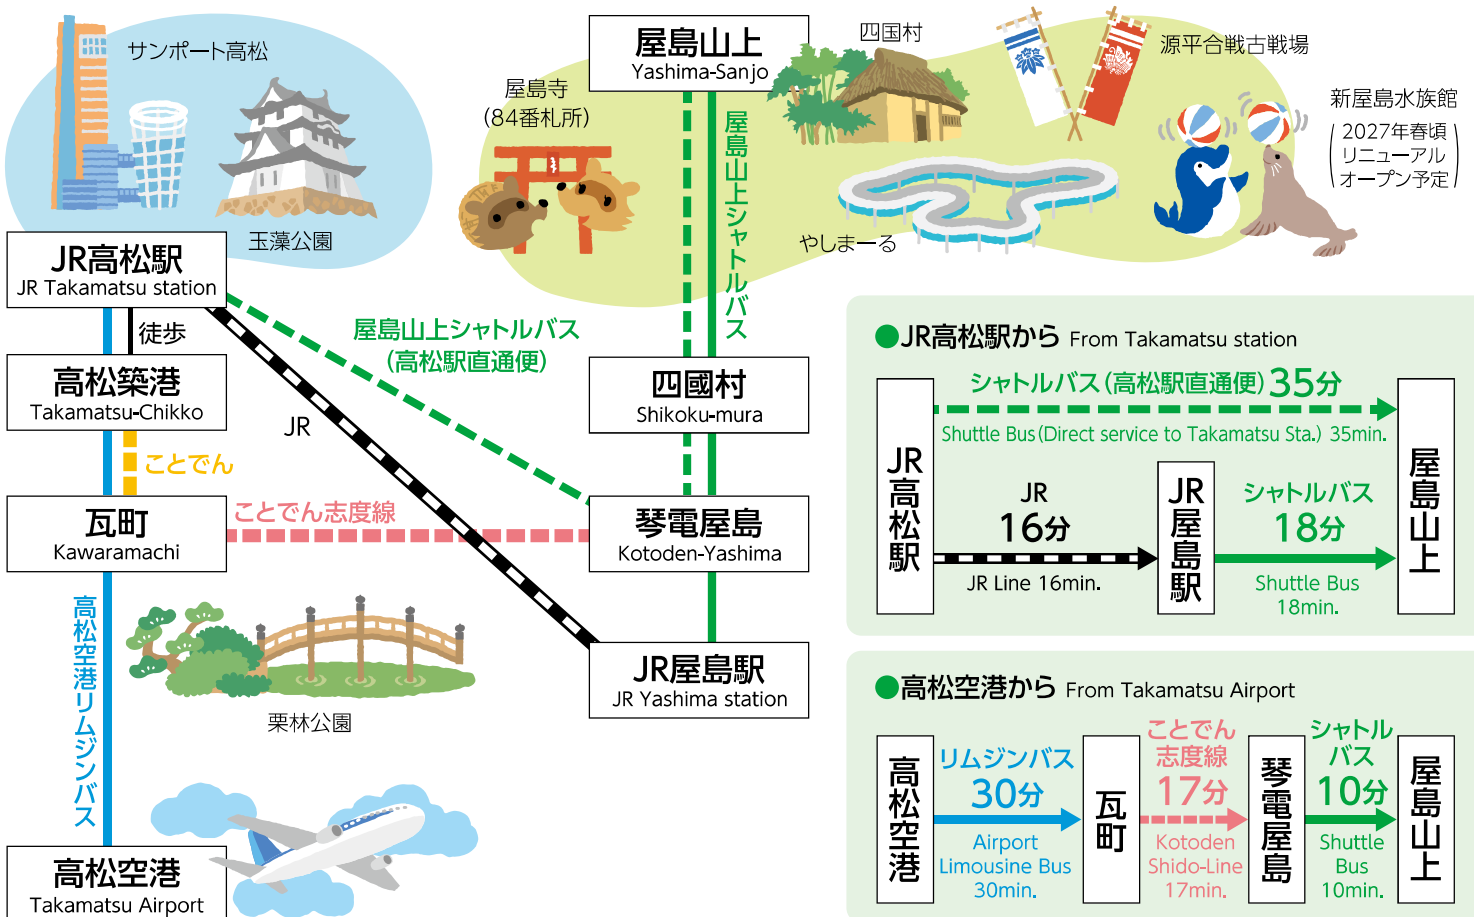 サンポート高松
玉藻公園
屋島寺
(84番札所)
屋島山上
Yashima-Sanjo
四国村
源平合戦古戦場
新屋島水族館
(2027年春頃
リニューアル
オープン予定)
やしまーる
JR高松駅
JR Takamatsu station
徒歩
屋島山上シャトルバス
(高松駅直通便)
屋島山上シャトルバス
高松築港
Takamatsu-Chikko
JR
四國村
Shikoku-mura
ことでん
瓦町
Kawaramachi
ことでん志度線
琴電屋島
Kotoden-Yashima
高松空港リムジンバス
栗林公園
JR屋島駅
JR Yashima station
高松空港
Takamatsu Airport
●JR高松駅から From Takamatsu station
JR高松駅
シャトルバス(高松駅直通便)35分
Shuttle Bus(Direct service to Takamatsu Sta.) 35min.
JR
16分
JR Line 16min.
JR屋島駅
シャトルバス
18分
Shuttle Bus
18min.
屋島山上
●高松空港から From Takamatsu Airport
高松空港
リムジンバス
30分
Airport
Limousine Bus
30min.
瓦町
ことでん
志度線
17分
Kotoden
Shido-Line
17min.
琴電屋島
シャトル
バス
10分
Shuttle
Bus
10min.
屋島山上